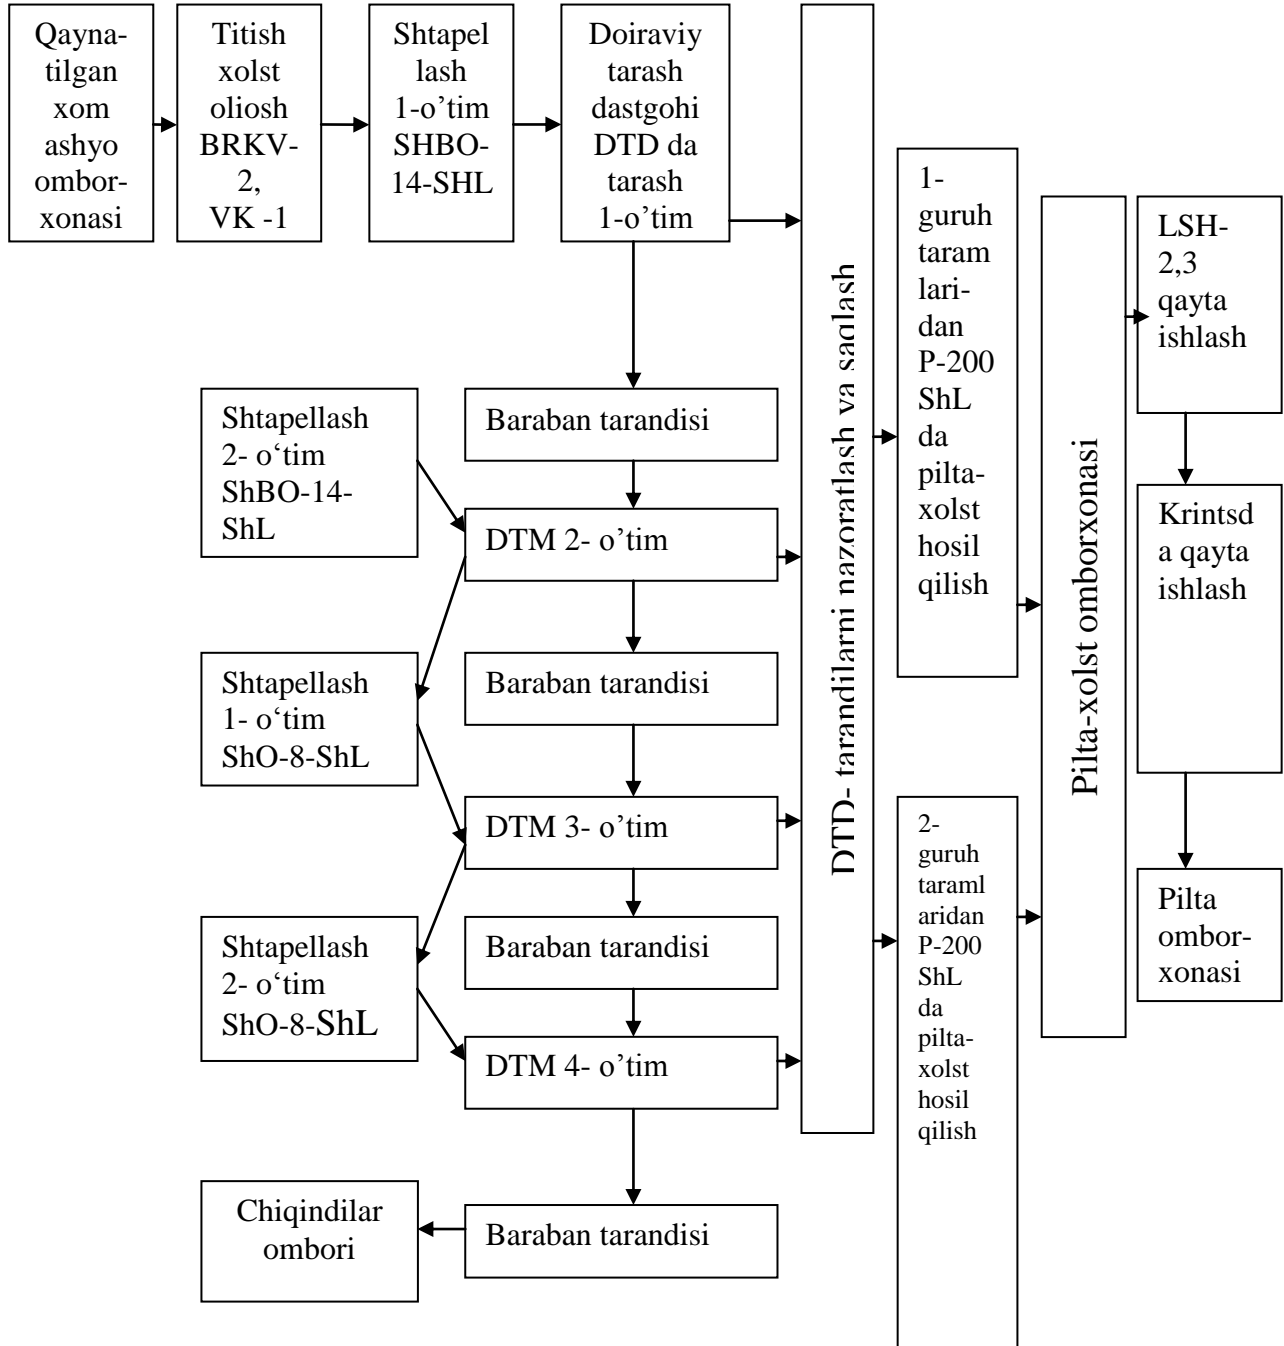 Qayna-
tilgan
xom
ashyo
ombor-
xonasi
Titish
xolst
oliosh
BRKV-
2,
VK -1
Shtapel
lash
1-o’tim
SHBO-
14-SHL
Doiraviy
tarash
dastgohi
DTD da
tarash
1-o’tim
Shtapellash
2- o‘tim
ShBO-14-
ShL
Shtapellash
1- o‘tim
ShO-8-ShL
Shtapellash
2- o‘tim
ShO-8-ShL
Chiqindilar
ombori
Baraban tarandisi
DTM 2- o’tim
Baraban tarandisi
DTM 3- o’tim
Baraban tarandisi
DTM 4- o’tim
Baraban tarandisi
DTD- tarandilarni nazoratlash va saqlash
1-
guruh
taram
lari-
dan
P-200
ShL
da
pilta-
xolst
hosil
qilish
2-
guruh
taraml
aridan
P-200
ShL
da
pilta-
xolst
hosil
qilish
Pilta-xolst omborxonasi
LSH-
2,3
qayta
ishlash
Krintsd
a qayta
ishlash
Pilta
ombor-
xonasi